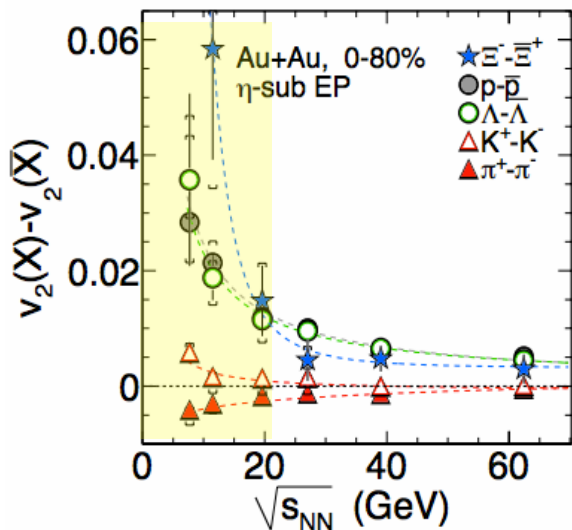 0.06
0.04
0.02
0
v₂(X)-v₂(X̄)
Au+Au, 0-80%
η-sub EP
Ξ⁻-Ξ̄⁺
p-p̄
Λ-Λ̄
K⁺-K⁻
π⁺-π⁻
0 20 40 60
√sNN (GeV)